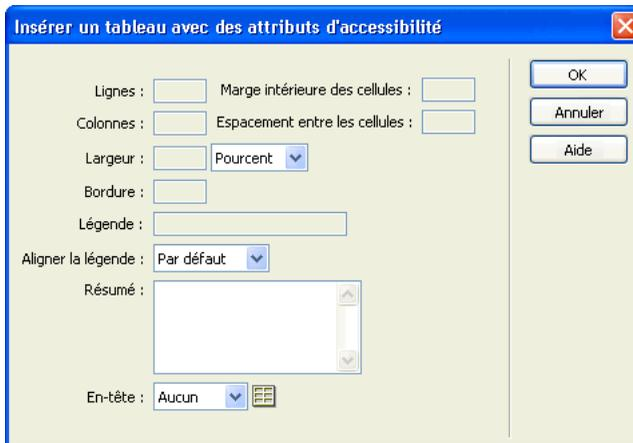 Insérer un tableau avec des attributs d'accessibilité
Lignes :
Marge intérieure des cellules :
Colonnes :
Espacement entre les cellules :
Largeur :
Pourcent
Bordure :
Légende :
Aligner la légende :
Par défaut
Résumé :
En-tête :
Aucun
OK
Annuler
Aide